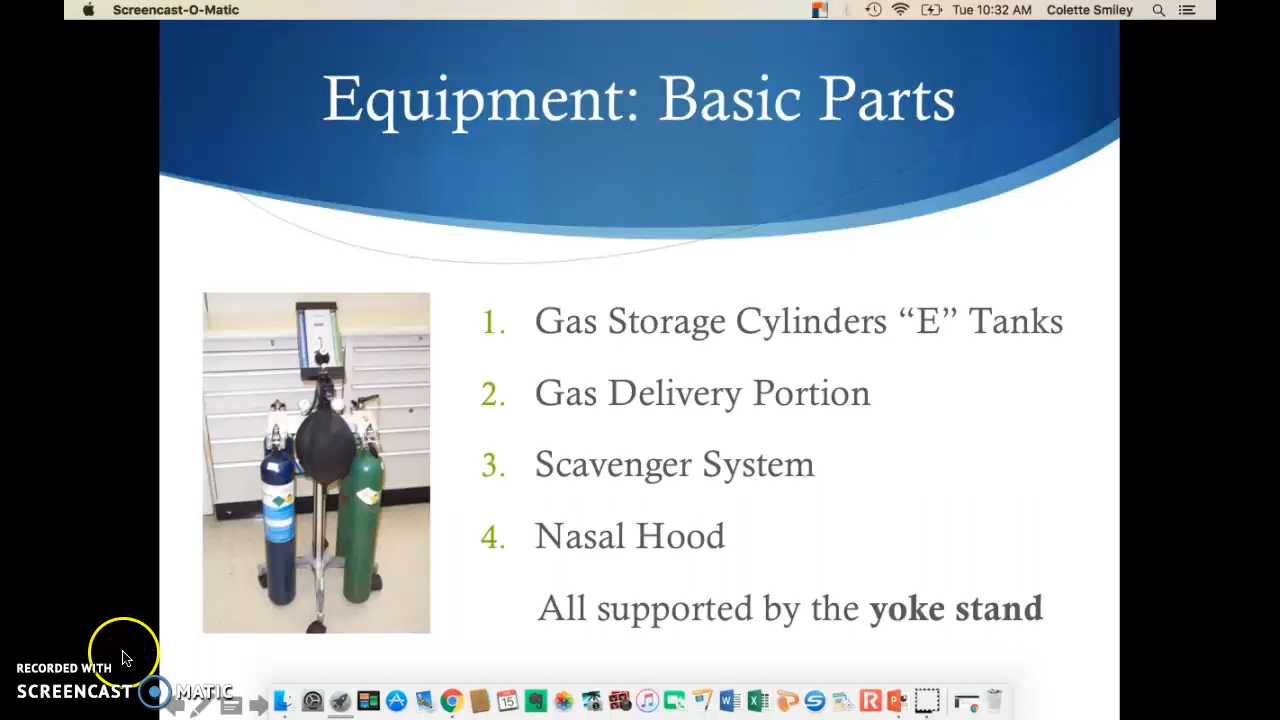 Screencast-O-Matic
Tue 10:32 AM Colette Smiley
Equipment: Basic Parts
1. Gas Storage Cylinders “E” Tanks
2. Gas Delivery Portion
3. Scavenger System
4. Nasal Hood
All supported by the yoke stand
RECORDED WITH
SCREENCAST MATIC
15